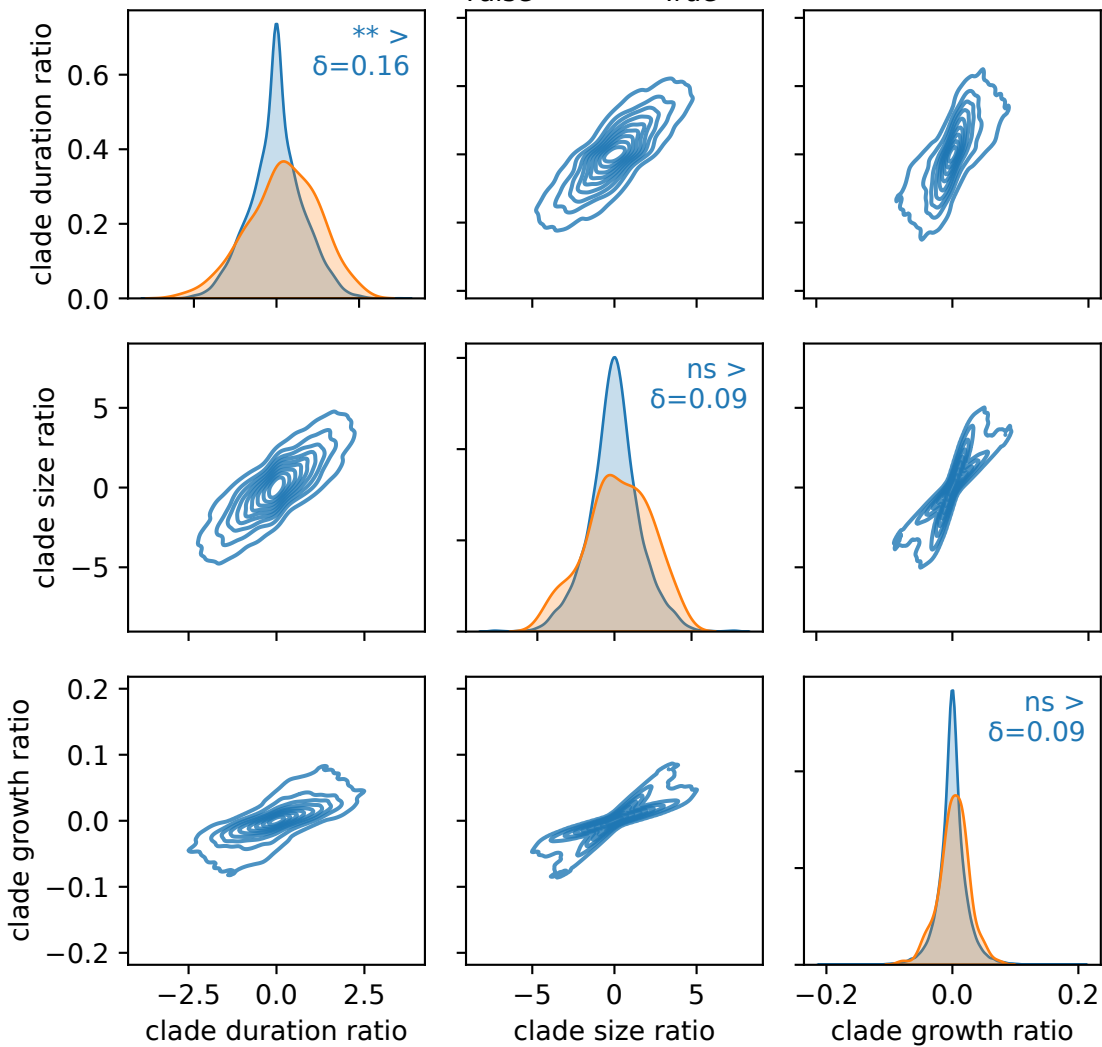 clade duration ratio
0.6
0.4
0.2
0.0
** >
δ=0.16
clade size ratio
5
0
−5
ns >
δ=0.09
clade growth ratio
0.2
0.1
0.0
−0.1
−0.2
ns >
δ=0.09
−2.5 0.0 2.5
−5 0 5
−0.2 0.0 0.2
clade duration ratio
clade size ratio
clade growth ratio